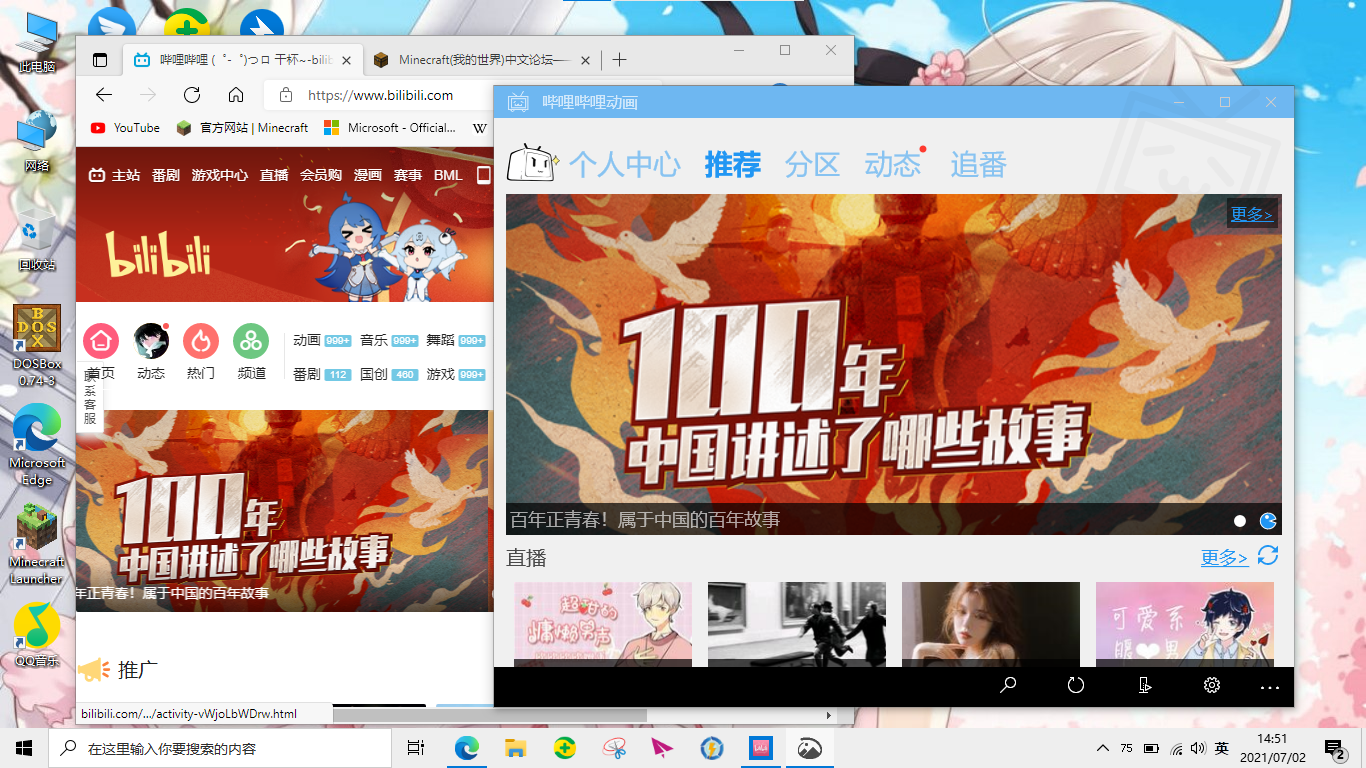 此电脑
网络
回收站
DOSBox
0.74-3
Microsoft
Edge
Minecraft
Launcher
QQ音乐
哔哩哔哩 (゜-゜)つロ 干杯~-bilib
Minecraft(我的世界)中文论坛
https://www.bilibili.com
YouTube
官方网站 | Minecraft
Microsoft - Official...
W
主站 番剧 游戏中心 直播 会员购 漫画 赛事 BML
bilibili
动画 999+ 音乐 999+ 舞蹈 999+
番剧 112 国创 460 游戏 999+
首页 动态 热门 频道
联系客服
100年
中国讲述了哪些故事
年正青春！属于中国的百年故事
推广
bilibili.com/.../activity-vWjoLbWDrw.html
哔哩哔哩动画
个人中心 推荐 分区 动态 追番
更多>
100年
中国讲述了哪些故事
百年正青春！属于中国的百年故事
直播
更多>
超甜的
慵懒男声
可爱系
暖男
在这里输入你要搜索的内容
75
英
14:51
2021/07/02
2